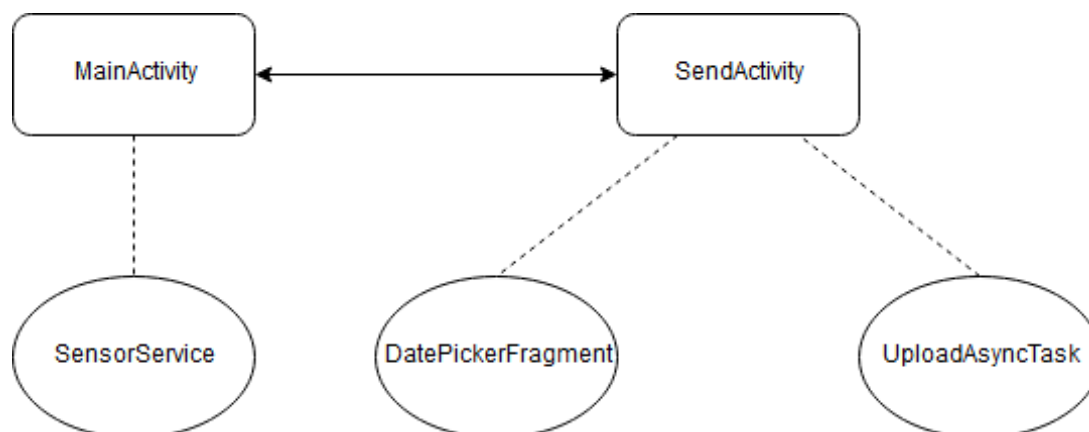 MainActivity
SendActivity
SensorService
DatePickerFragment
UploadAsyncTask